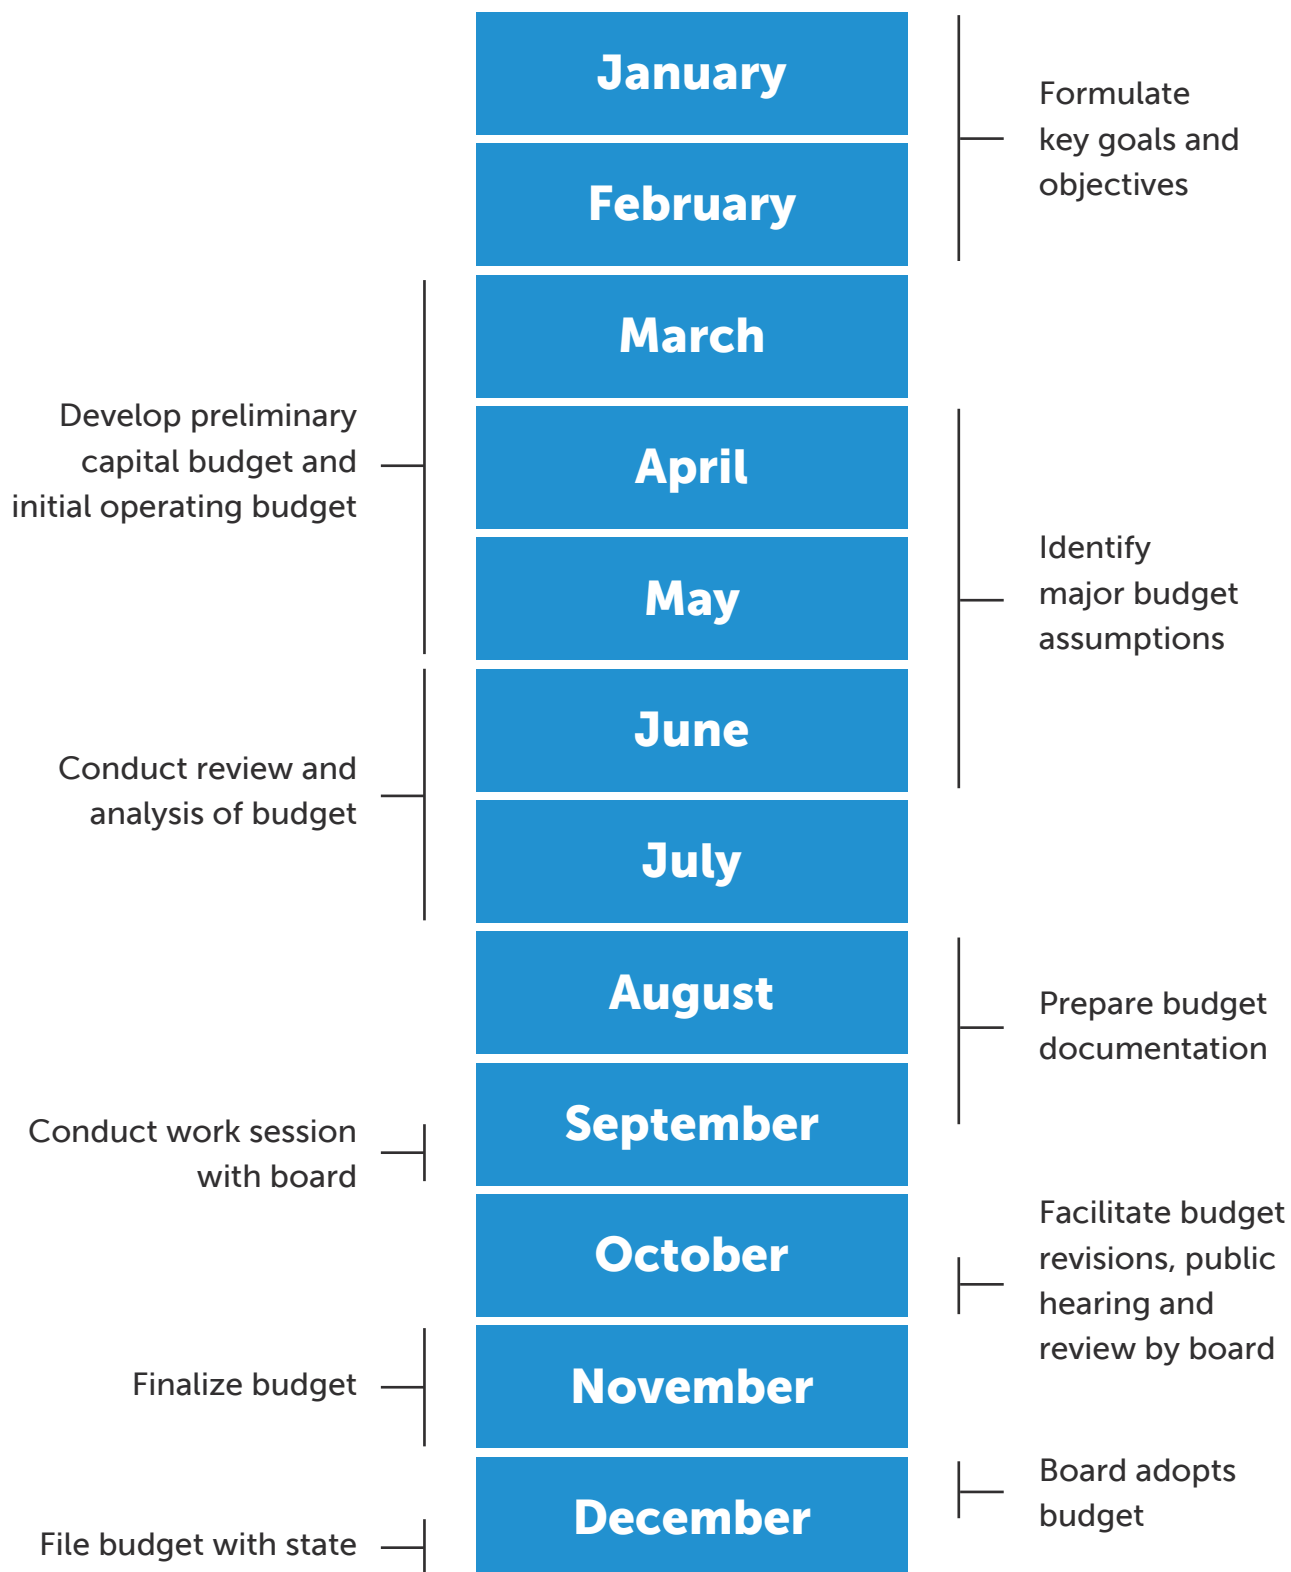 January
Formulate
key goals and
objectives
February
March
Develop preliminary
capital budget and
initial operating budget
April
Identify
major budget
assumptions
May
June
Conduct review and
analysis of budget
July
August
Prepare budget
documentation
September
Conduct work session
with board
October
Facilitate budget
revisions, public
hearing and
review by board
November
Finalize budget
December
Board adopts
budget
File budget with state